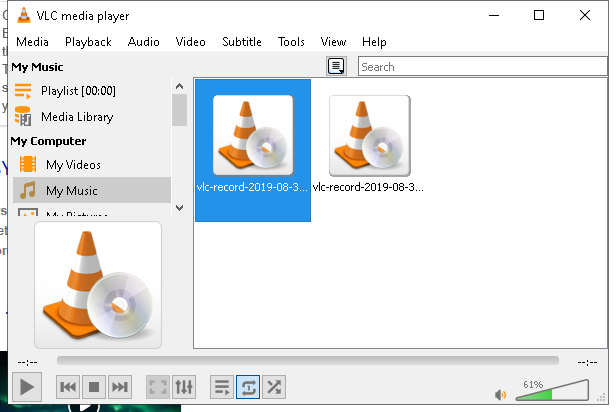 VLC media player
Media Playback Audio Video Subtitle Tools View Help
My Music
Search
Playlist [00:00]
Media Library
My Computer
My Videos
My Music
My Pictures
vlc-record-2019-08-3... vlc-record-2019-08-3...
--:-- --:--
61%